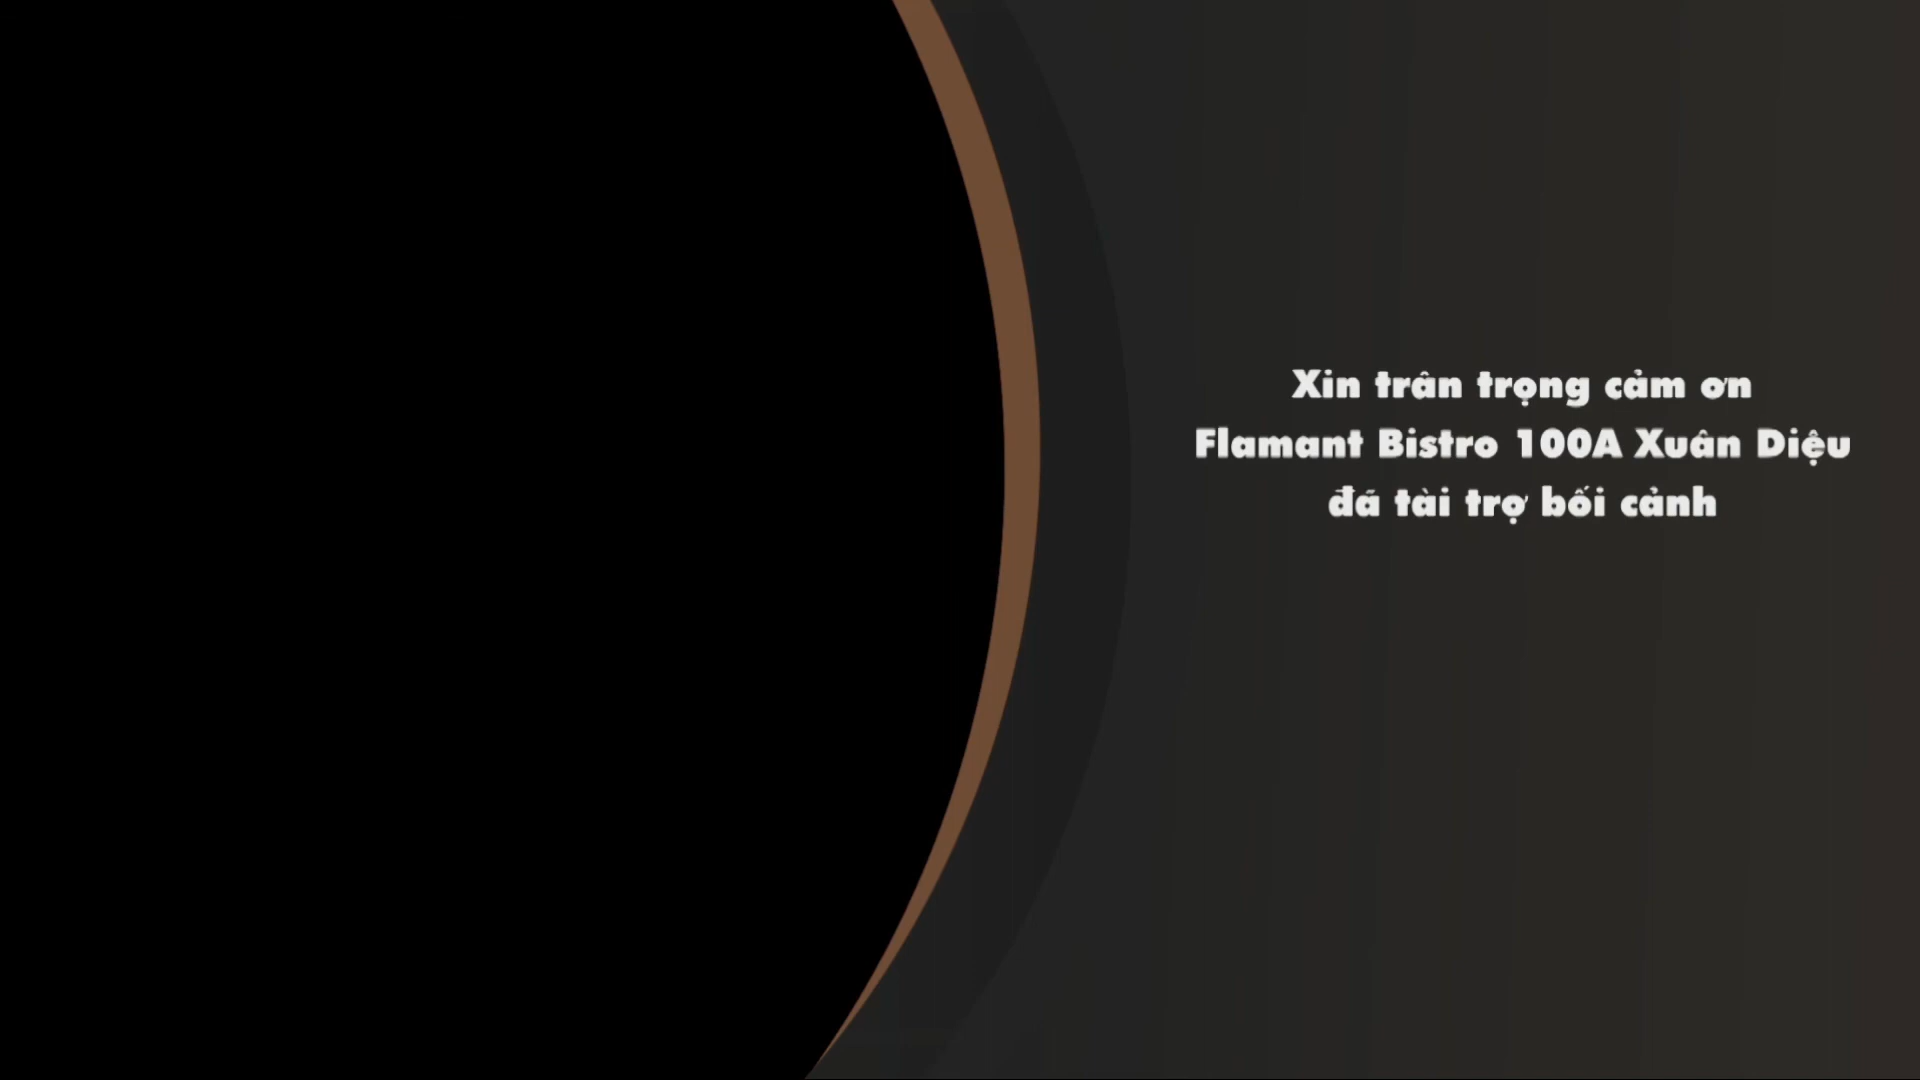 Xin trân trọng cảm ơn
Flamant Bistro 100A Xuân Diệu
đã tài trợ bối cảnh